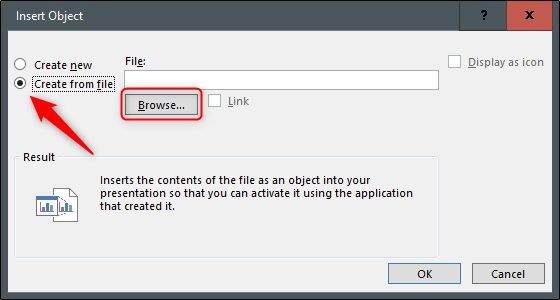 Insert Object
?
Create new
Create from file
File:
Display as icon
Browse...
Link
Result
Inserts the contents of the file as an object into your
presentation so that you can activate it using the application
that created it.
OK
Cancel